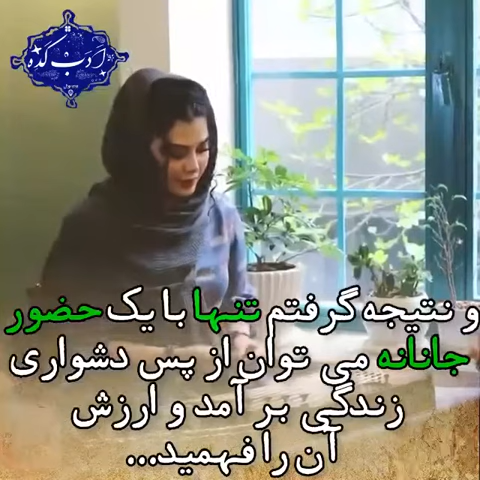 ادبکده
و نتیجه گرفتم تنها با یک حضور
جانانه می توان از پس دشواری
زندگی بر آمد و ارزش
آن را فهمید...